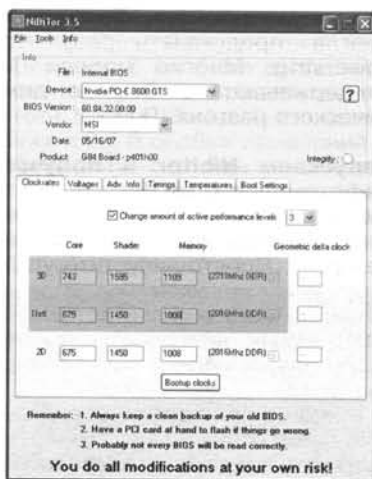 NiBiTor 3.5
File Tools Info
Info
File: Internal BIOS
Device: Nvidia PCI-E 8600 GTS
?
BIOS Version: 60.84.32.00.00
Vendor: MSI
Date: 05/16/07
Product: G84 Board - p401h00
Integrity:
Clockrates Voltages Adv. Info Timings Temperatures Boot Settings
Change amount of active performance levels 3
Core Shader Memory Geometric delta clock
3D 1595 1109
675 1450 1008 (2016Mhz DDR)
2D 675 1450 1008 (2016Mhz DDR)
Bootup clocks
Remember: 1. Always keep a clean backup of your old BIOS.
2. Have a PCI card at hand to flash if things go wrong.
3. Probably not every BIOS will be read correctly.
You do all modifications at your own risk!